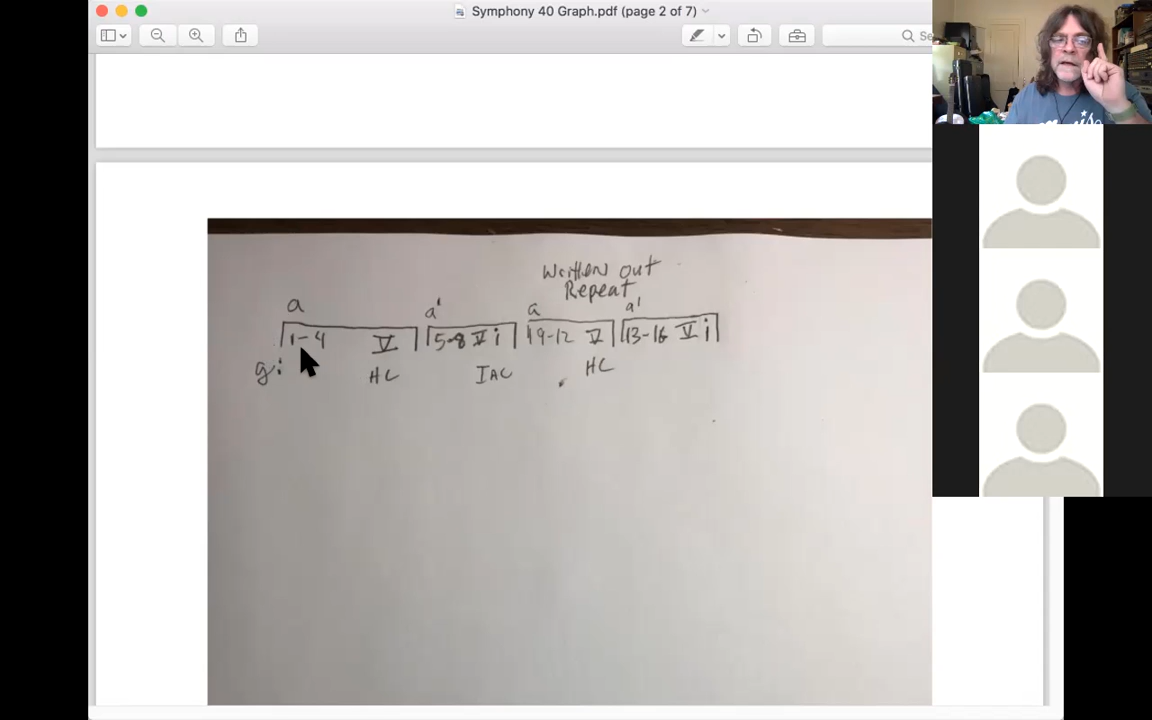 Symphony 40 Graph.pdf (page 2 of 7)
Se
Written out
Repeat
a a' a a'
1-4 V 5-8 V i 9-12 V 13-16 V i
g: HC IAC HC